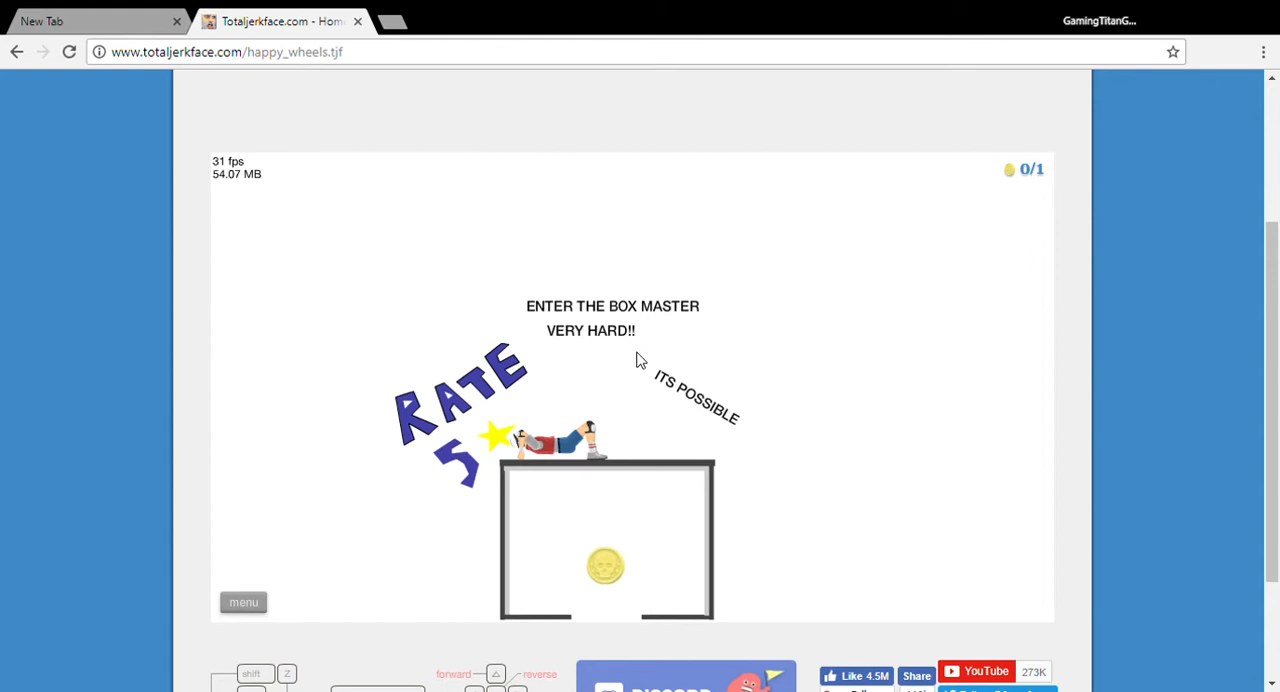 New Tab
Totaljerkface.com - Hom
GamingTitanG...
www.totaljerkface.com/happy_wheels.tjf
31 fps
54.07 MB
0/1
ENTER THE BOX MASTER
VERY HARD!!
RATE
5
ITS POSSIBLE
menu
shift
Z
forward
reverse
DISCORD
Like 4.5M
Share
YouTube
273K